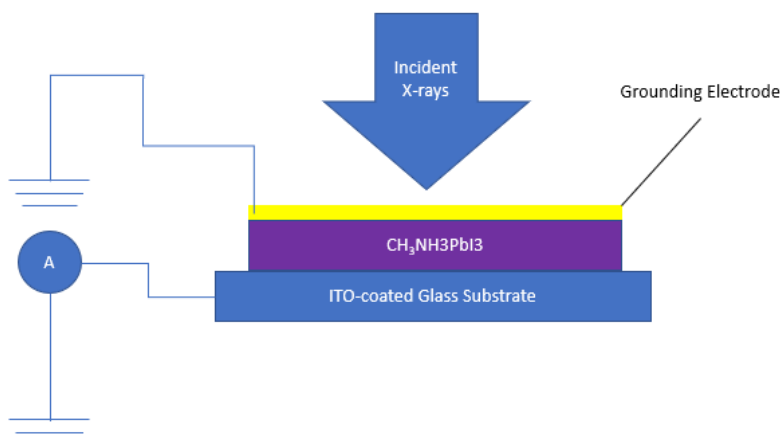 Incident
X-rays
Grounding Electrode
CH₃NH3PbI3
A
ITO-coated Glass Substrate